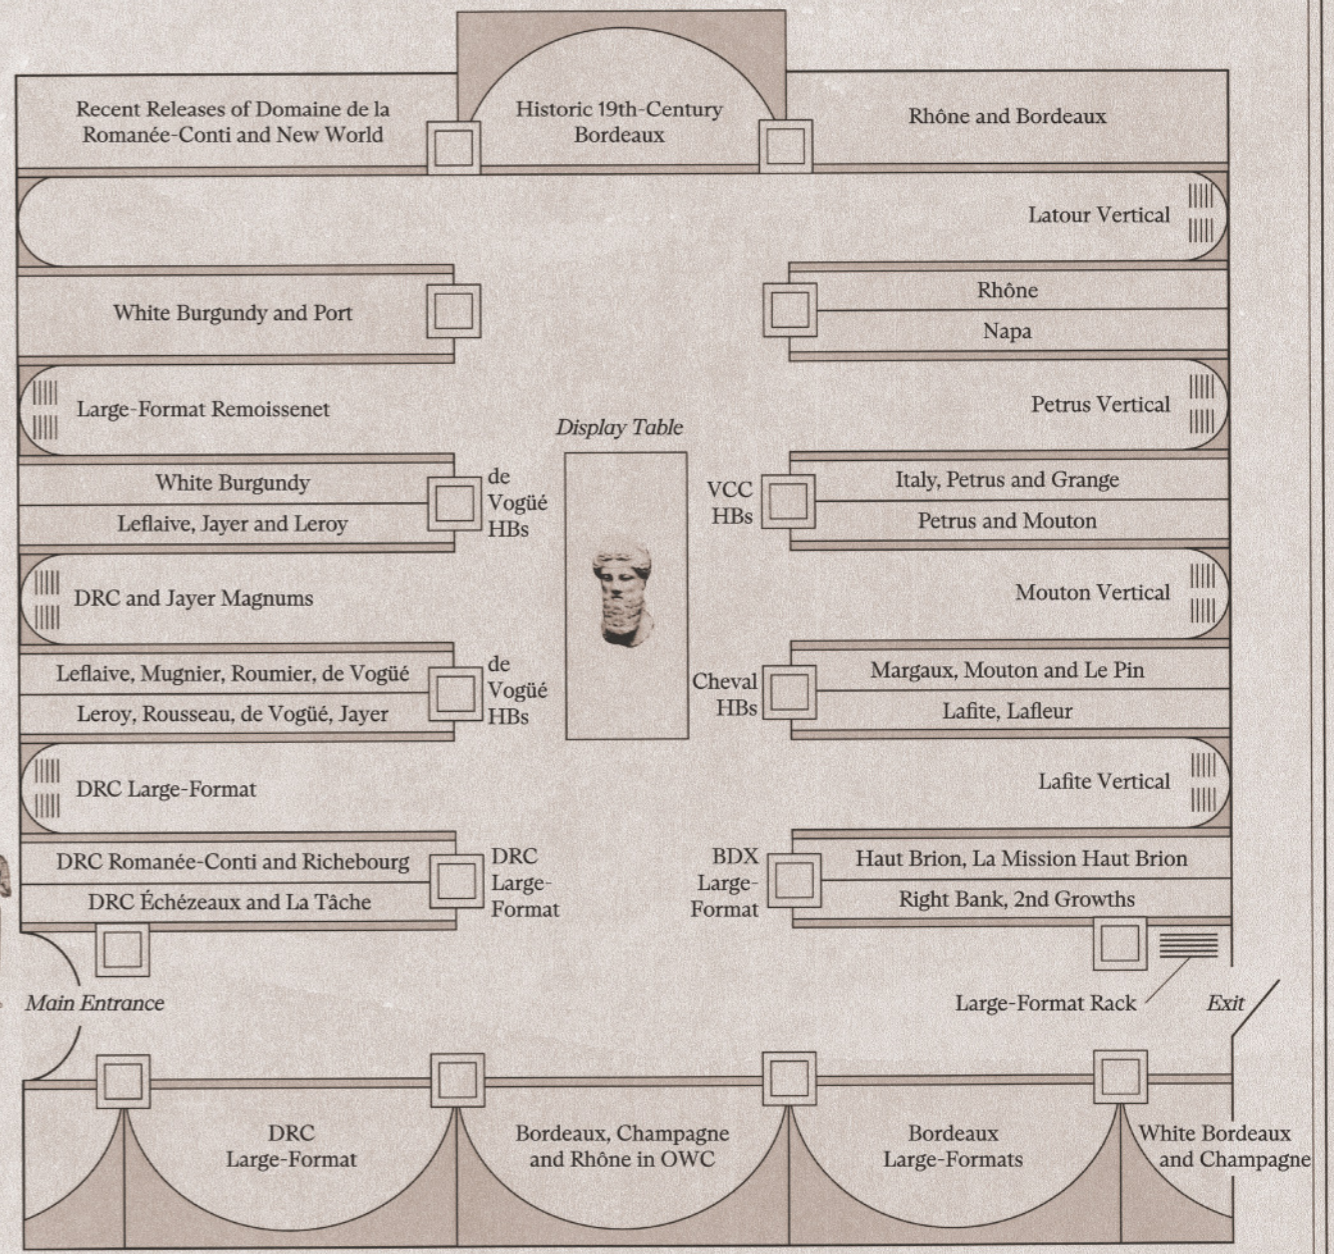 Recent Releases of Domaine de la
Romanée-Conti and New World
Historic 19th-Century
Bordeaux
Rhône and Bordeaux
Latour Vertical
White Burgundy and Port
Rhône
Napa
Large-Format Remoissenet
Petrus Vertical
Display Table
White Burgundy
Leflaive, Jayer and Leroy
de
Vogüé
HBs
VCC
HBs
Italy, Petrus and Grange
Petrus and Mouton
DRC and Jayer Magnums
Mouton Vertical
Leflaive, Mugnier, Roumier, de Vogüé
Leroy, Rousseau, de Vogüé, Jayer
de
Vogüé
HBs
Cheval
HBs
Margaux, Mouton and Le Pin
Lafite, Lafleur
DRC Large-Format
Lafite Vertical
DRC Romanée-Conti and Richebourg
DRC Échézeaux and La Tâche
DRC
Large-
Format
BDX
Large-
Format
Haut Brion, La Mission Haut Brion
Right Bank, 2nd Growths
Main Entrance
Large-Format Rack
Exit
DRC
Large-Format
Bordeaux, Champagne
and Rhône in OWC
Bordeaux
Large-Formats
White Bordeaux
and Champagne